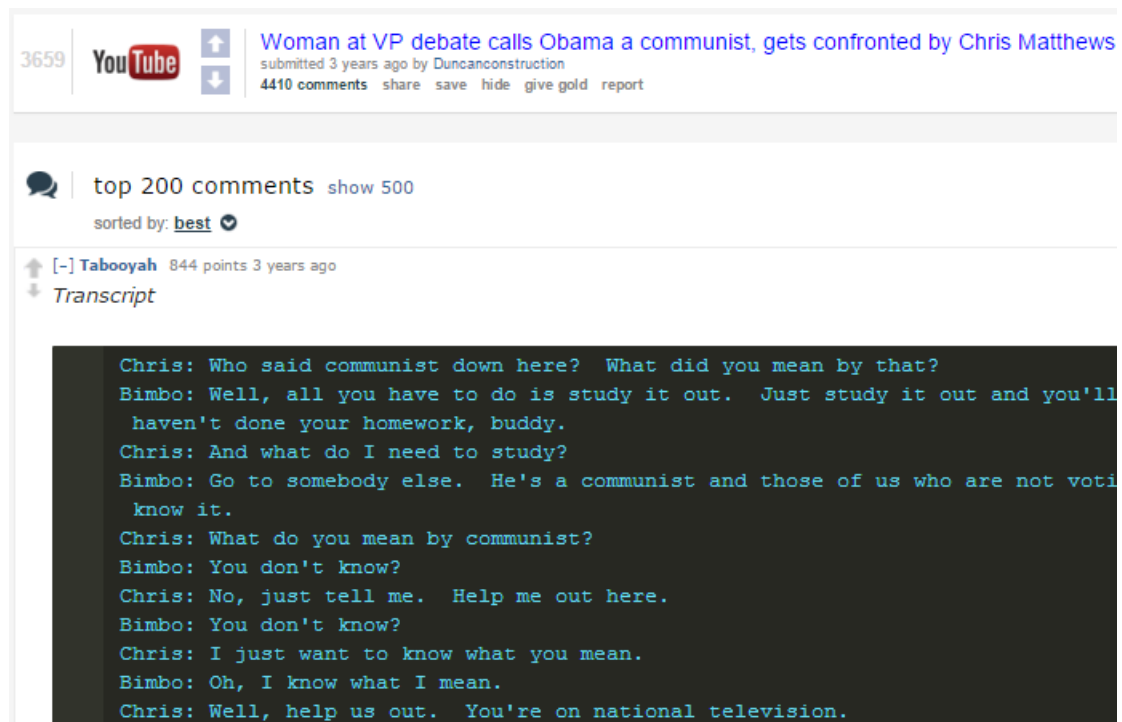 3659
YouTube
Woman at VP debate calls Obama a communist, gets confronted by Chris Matthews
submitted 3 years ago by Duncanconstruction
4410 comments share save hide give gold report
top 200 comments show 500
sorted by: best
[-] Tabooyah 844 points 3 years ago
Transcript
Chris: Who said communist down here?  What did you mean by that?
Bimbo: Well, all you have to do is study it out.  Just study it out and you'll
haven't done your homework, buddy.
Chris: And what do I need to study?
Bimbo: Go to somebody else.  He's a communist and those of us who are not voti
know it.
Chris: What do you mean by communist?
Bimbo: You don't know?
Chris: No, just tell me.  Help me out here.
Bimbo: You don't know?
Chris: I just want to know what you mean.
Bimbo: Oh, I know what I mean.
Chris: Well, help us out.  You're on national television.